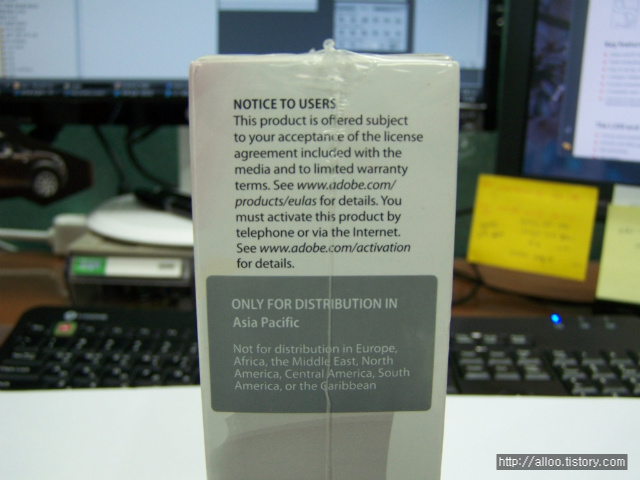 NOTICE TO USERS
This product is offered subject
to your acceptance of the license
agreement included with the
media and to limited warranty
terms. See www.adobe.com/
products/eulas for details. You
must activate this product by
telephone or via the Internet.
See www.adobe.com/activation
for details.
ONLY FOR DISTRIBUTION IN
Asia Pacific
Not for distribution in Europe,
Africa, the Middle East, North
America, Central America, South
America, or the Caribbean
http://alloo.tistory.com